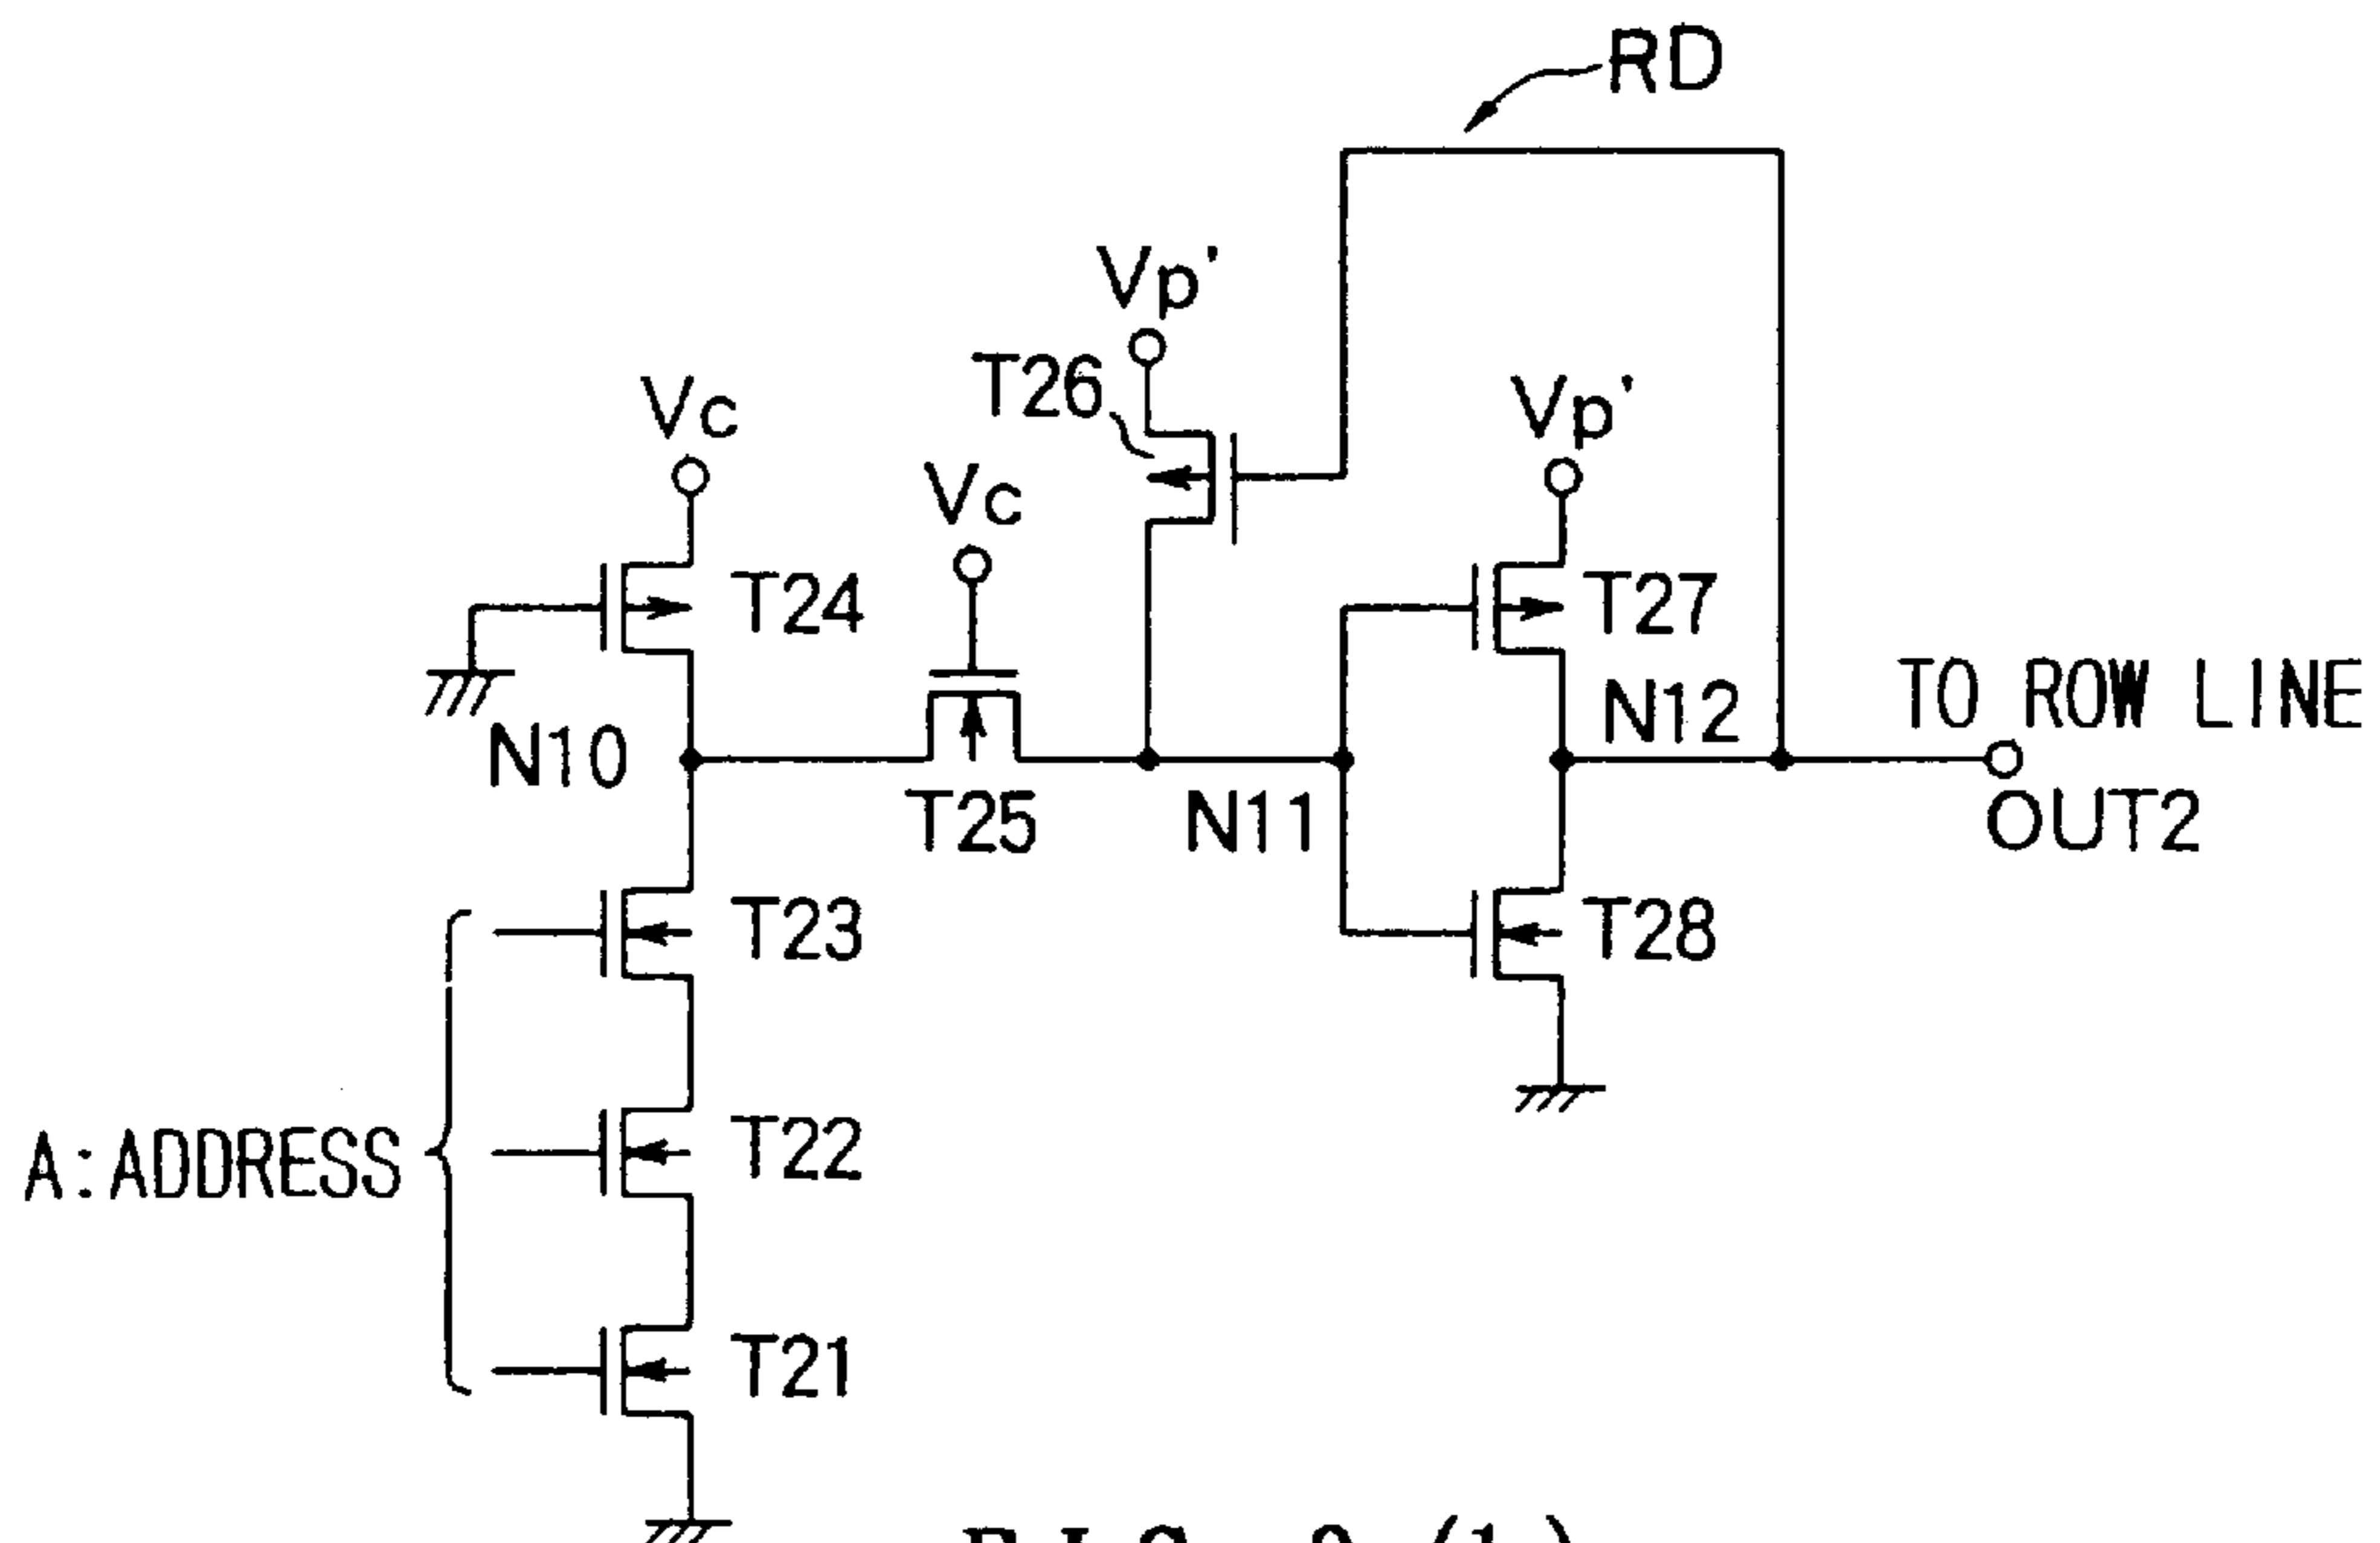 RD
Vp'
T26
Vc
Vp'
Vc
T24
T27
TO ROW LINE
N12
N10
T25
N11
OUT2
T23
T28
A:ADDRESS
T22
T21